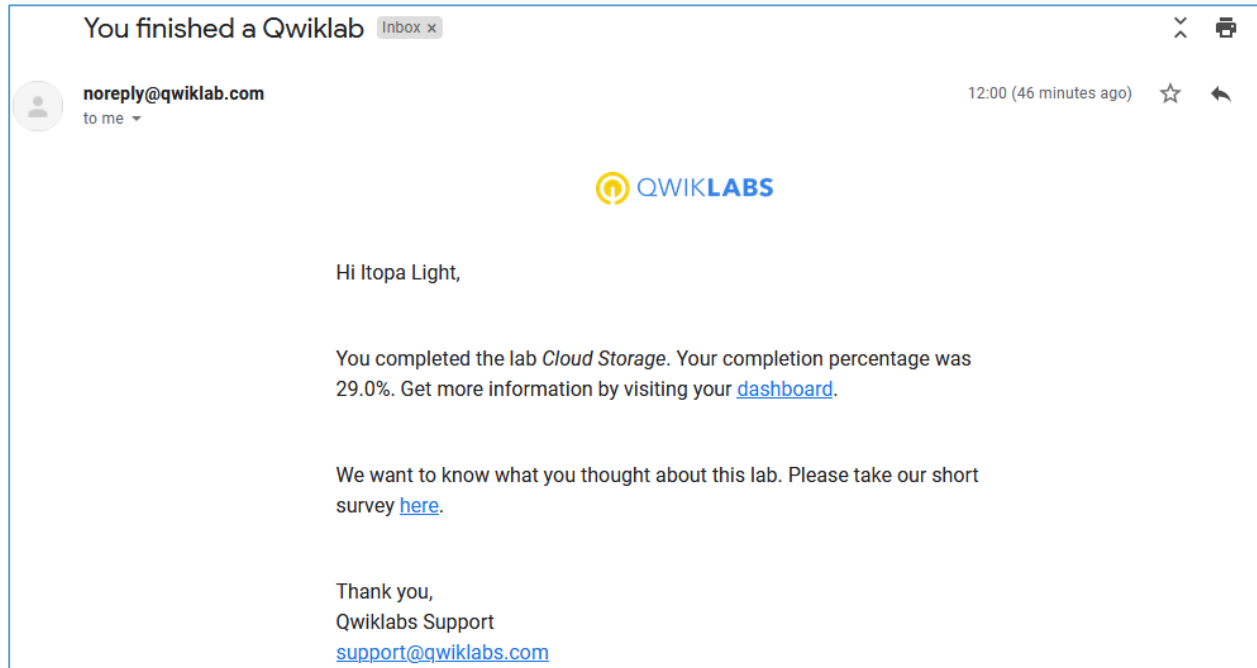 You finished a Qwiklab Inbox x
noreply@qwiklab.com 12:00 (46 minutes ago)
to me
QWIKLABS
Hi Itopa Light,
You completed the lab Cloud Storage. Your completion percentage was
29.0%. Get more information by visiting your dashboard.
We want to know what you thought about this lab. Please take our short
survey here.
Thank you,
Qwiklabs Support
support@qwiklabs.com